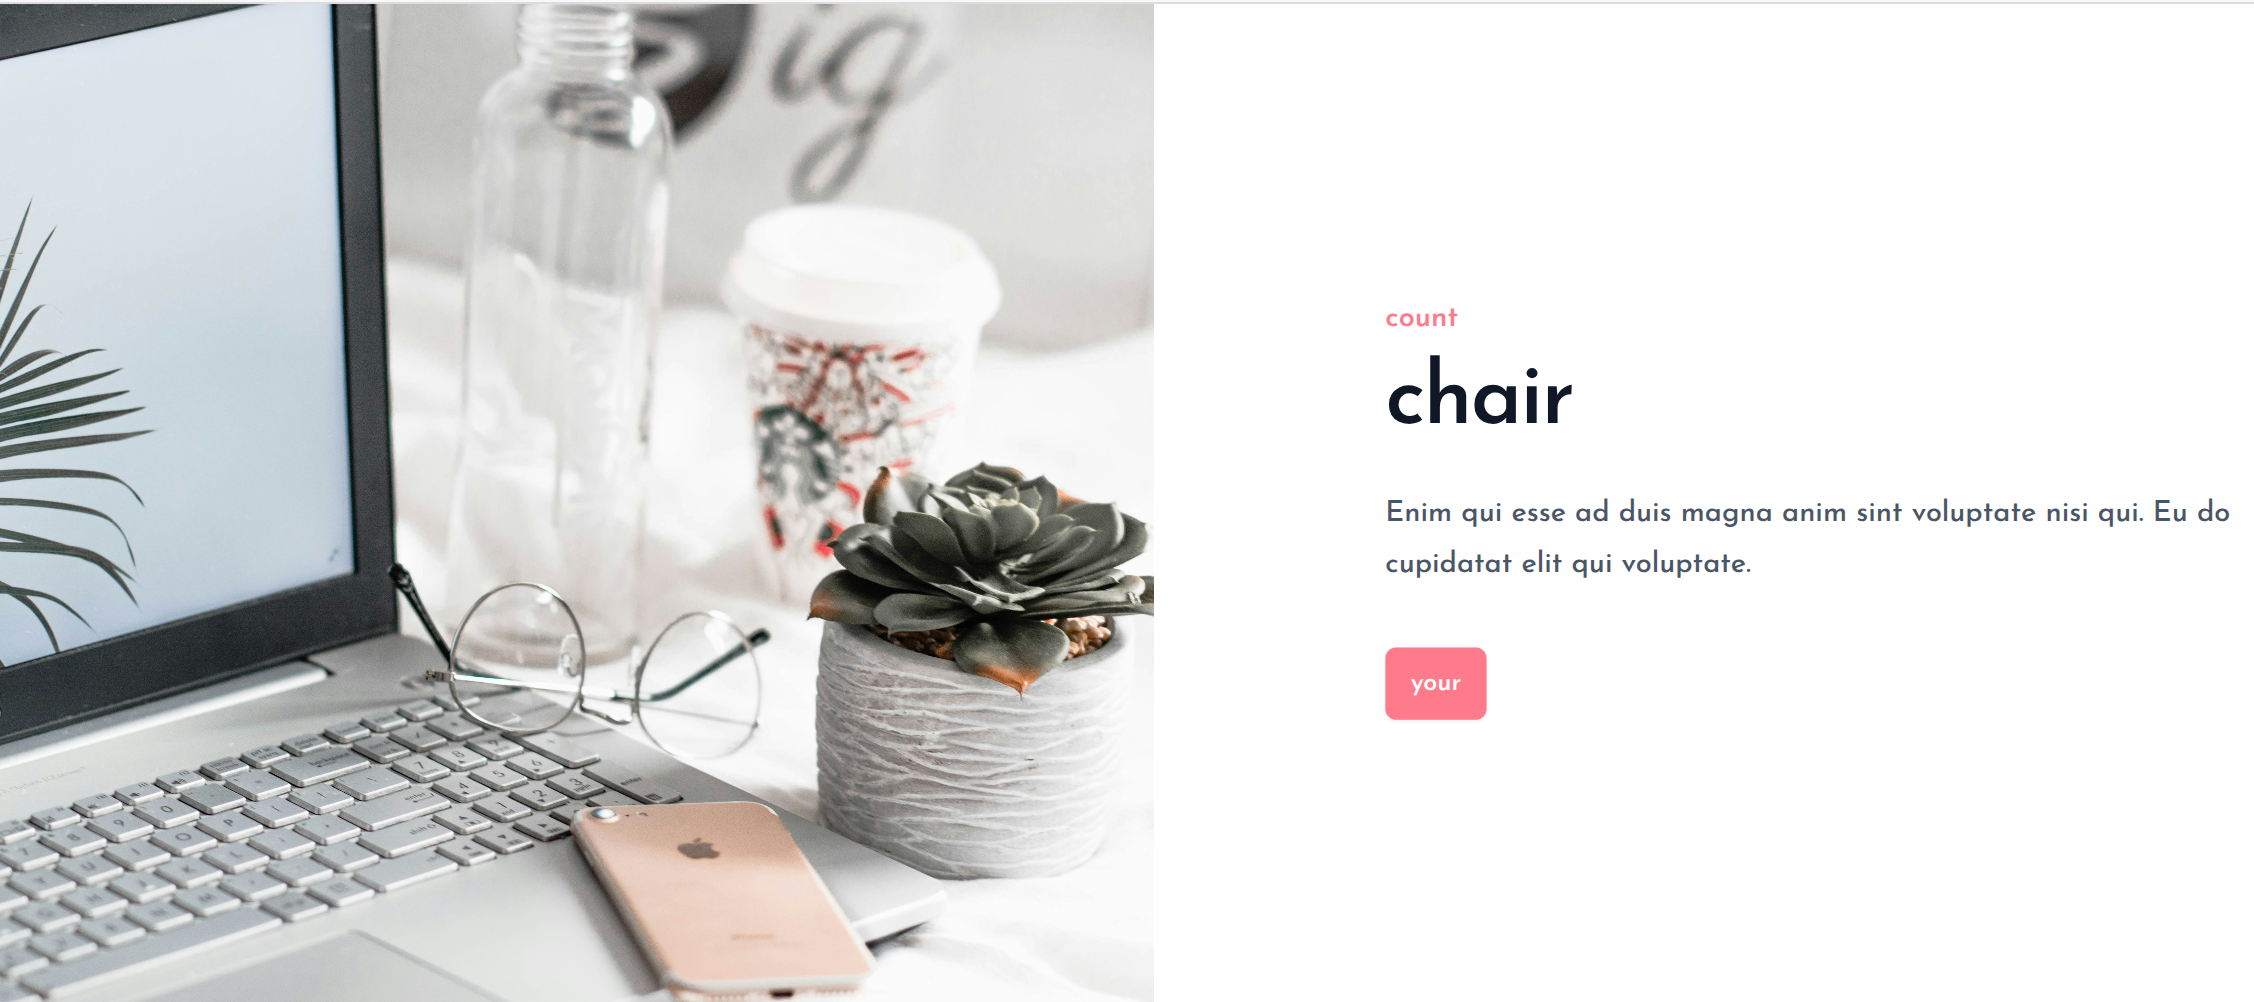 ig
count
chair
Enim qui esse ad duis magna anim sint voluptate nisi qui. Eu do
cupidatat elit qui voluptate.
your